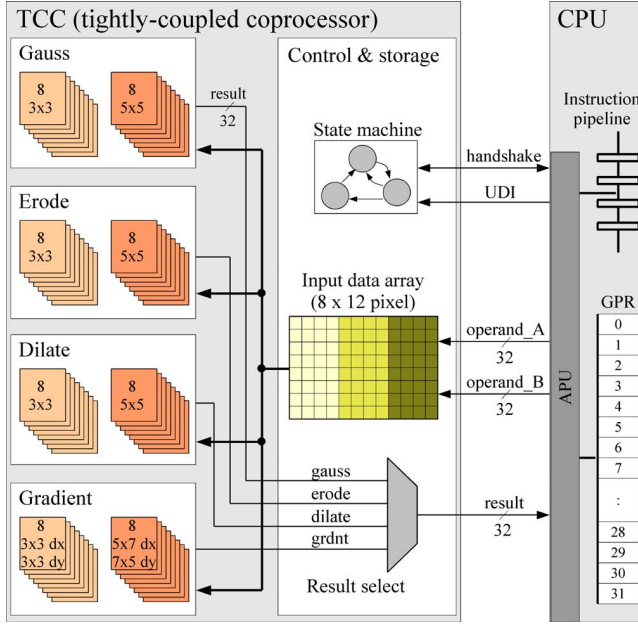 TCC (tightly-coupled coprocessor)
CPU
Gauss
8
3x3
8
5x5
result
32
Erode
8
3x3
8
5x5
Dilate
8
3x3
8
5x5
Gradient
8
3x3 dx
3x3 dy
8
5x7 dx
7x5 dy
Control & storage
State machine
Input data array
(8 x 12 pixel)
gauss
erode
dilate
grdnt
Result select
handshake
UDI
operand_A
32
operand_B
32
result
32
APU
Instruction
pipeline
GPR
0
1
2
3
4
5
6
7
:
28
29
30
31